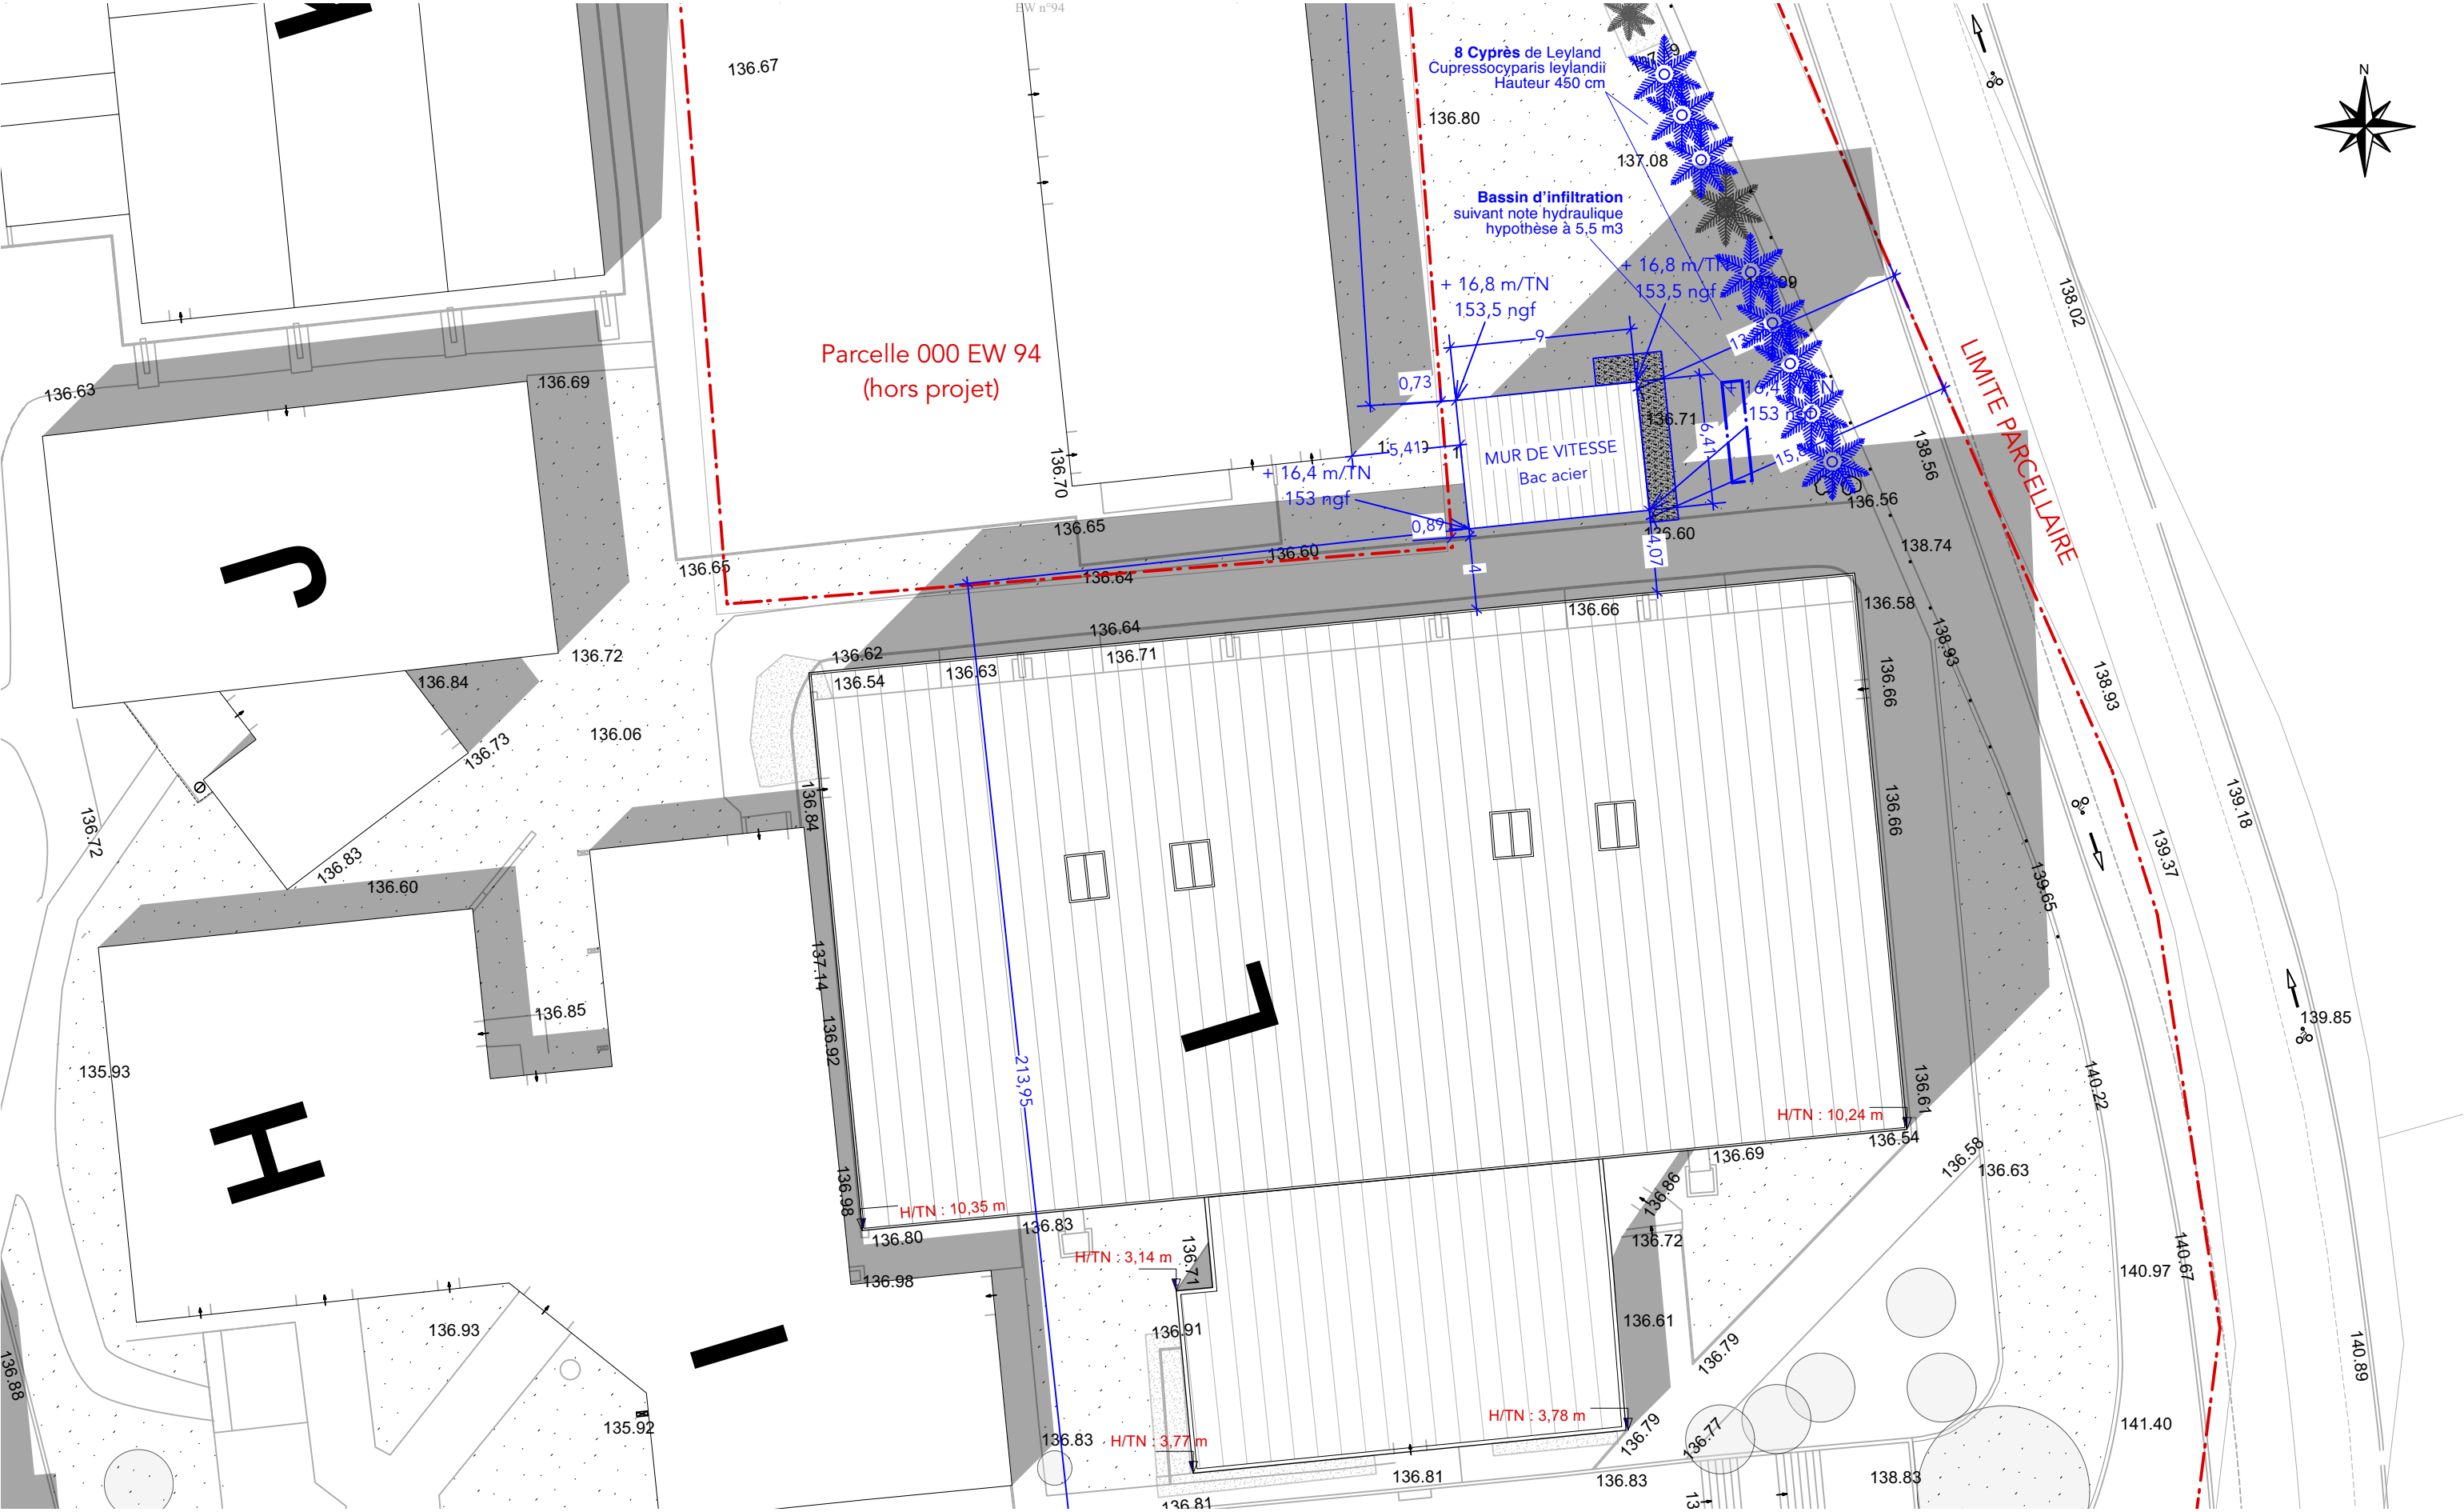 EW n°94
136.67
8 Cyprès de Leyland
Cupressocyparis leylandii
Hauteur 450 cm
136.80
137.08
N
Bassin d'infiltration
suivant note hydraulique
hypothèse à 5,5 m3
+ 16,8 m/TN
153,5 ngf
+ 16,8 m/TN
153,5 ngf
138.02
Parcelle 000 EW 94
(hors projet)
LIMITE PARCELLAIRE
136.63
136.69
9
0,73
136.71
6,41
+ 16,4 m/TN
153 ngf
5,41
MUR DE VITESSE
Bac acier
+ 16,4 m/TN
153 ngf
136.70
138.56
136.56
0,89
136.65
136.60
136.60
138.74
J
136.65
136.64
4
4,07
136.66
136.58
136.64
138.93
136.62
136.71
136.63
136.54
136.72
136.84
136.66
138.93
136.06
136.73
136.84
136.66
139.18
136.72
139.37
136.83
136.60
139.65
137.14
L
136.85
136.92
139.85
135.93
213,95
140.22
136.61
H
H/TN : 10,24 m
136.54
136.69
136.58
136.63
136.98
H/TN : 10,35 m
136.83
136.80
136.86
136.72
H/TN : 3,14 m
136.71
136.98
140.97
140.67
136.93
136.91
136.61
I
136.79
140.89
136.88
135.92
H/TN : 3,78 m
136.79
136.77
141.40
136.83
H/TN : 3,77 m
136.81
136.83
138.83
136.81